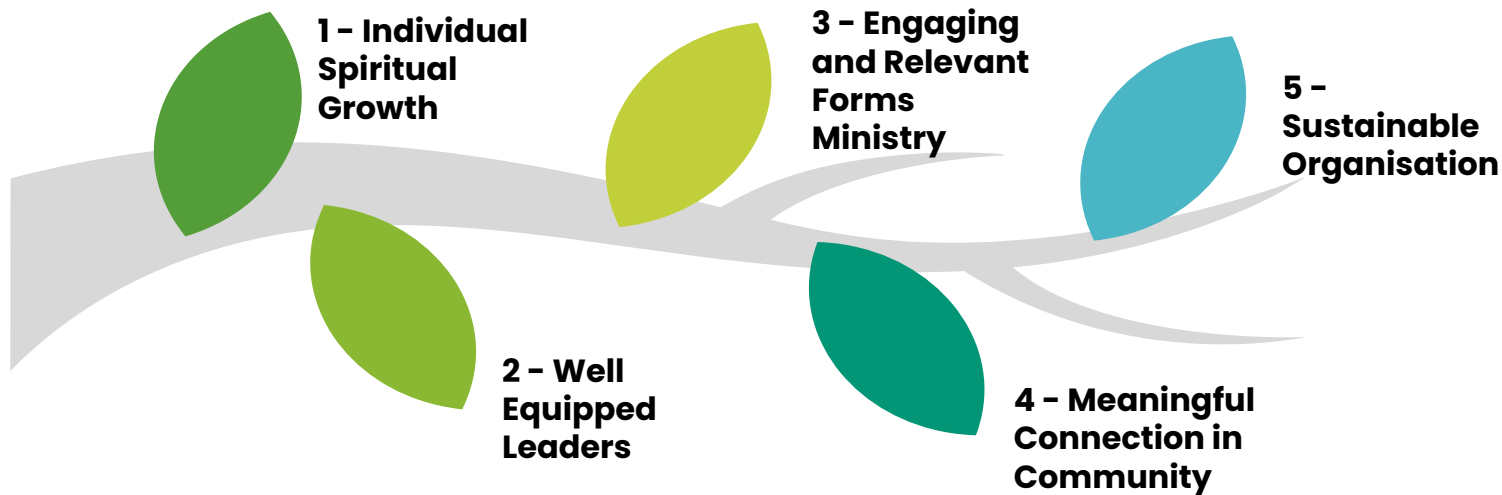 1 – Individual
Spiritual
Growth
2 – Well
Equipped
Leaders
3 – Engaging
and Relevant
Forms
Ministry
4 – Meaningful
Connection in
Community
5 –
Sustainable
Organisation